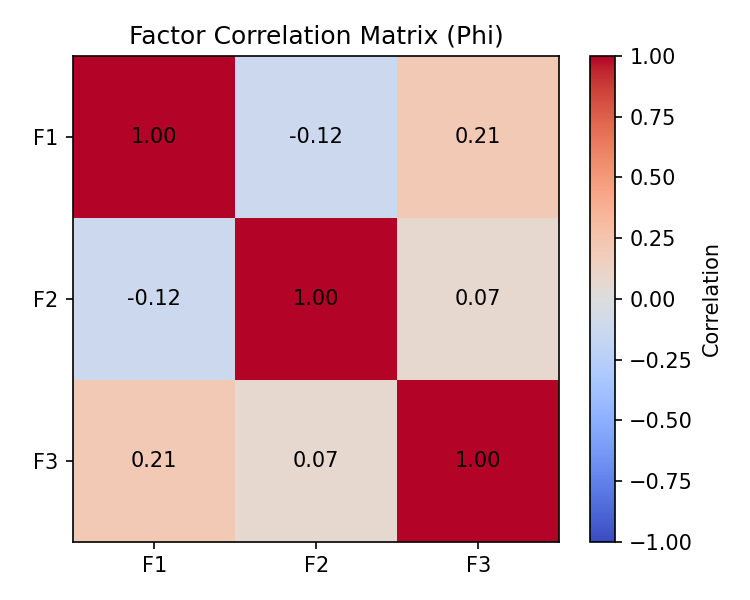 Factor Correlation Matrix (Phi)
F1
1.00
-0.12
0.21
F2
-0.12
1.00
0.07
F3
0.21
0.07
1.00
F1
F2
F3
1.00
0.75
0.50
0.25
0.00
−0.25
−0.50
−0.75
−1.00
Correlation